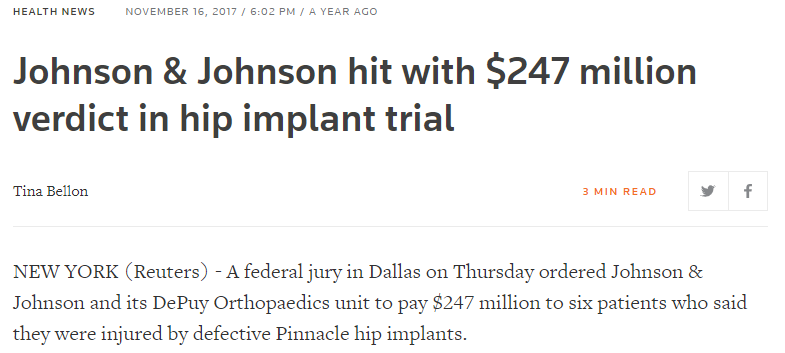 HEALTH NEWS NOVEMBER 16, 2017 / 6:02 PM / A YEAR AGO
Johnson & Johnson hit with $247 million
verdict in hip implant trial
Tina Bellon 3 MIN READ
NEW YORK (Reuters) - A federal jury in Dallas on Thursday ordered Johnson &
Johnson and its DePuy Orthopaedics unit to pay $247 million to six patients who said
they were injured by defective Pinnacle hip implants.